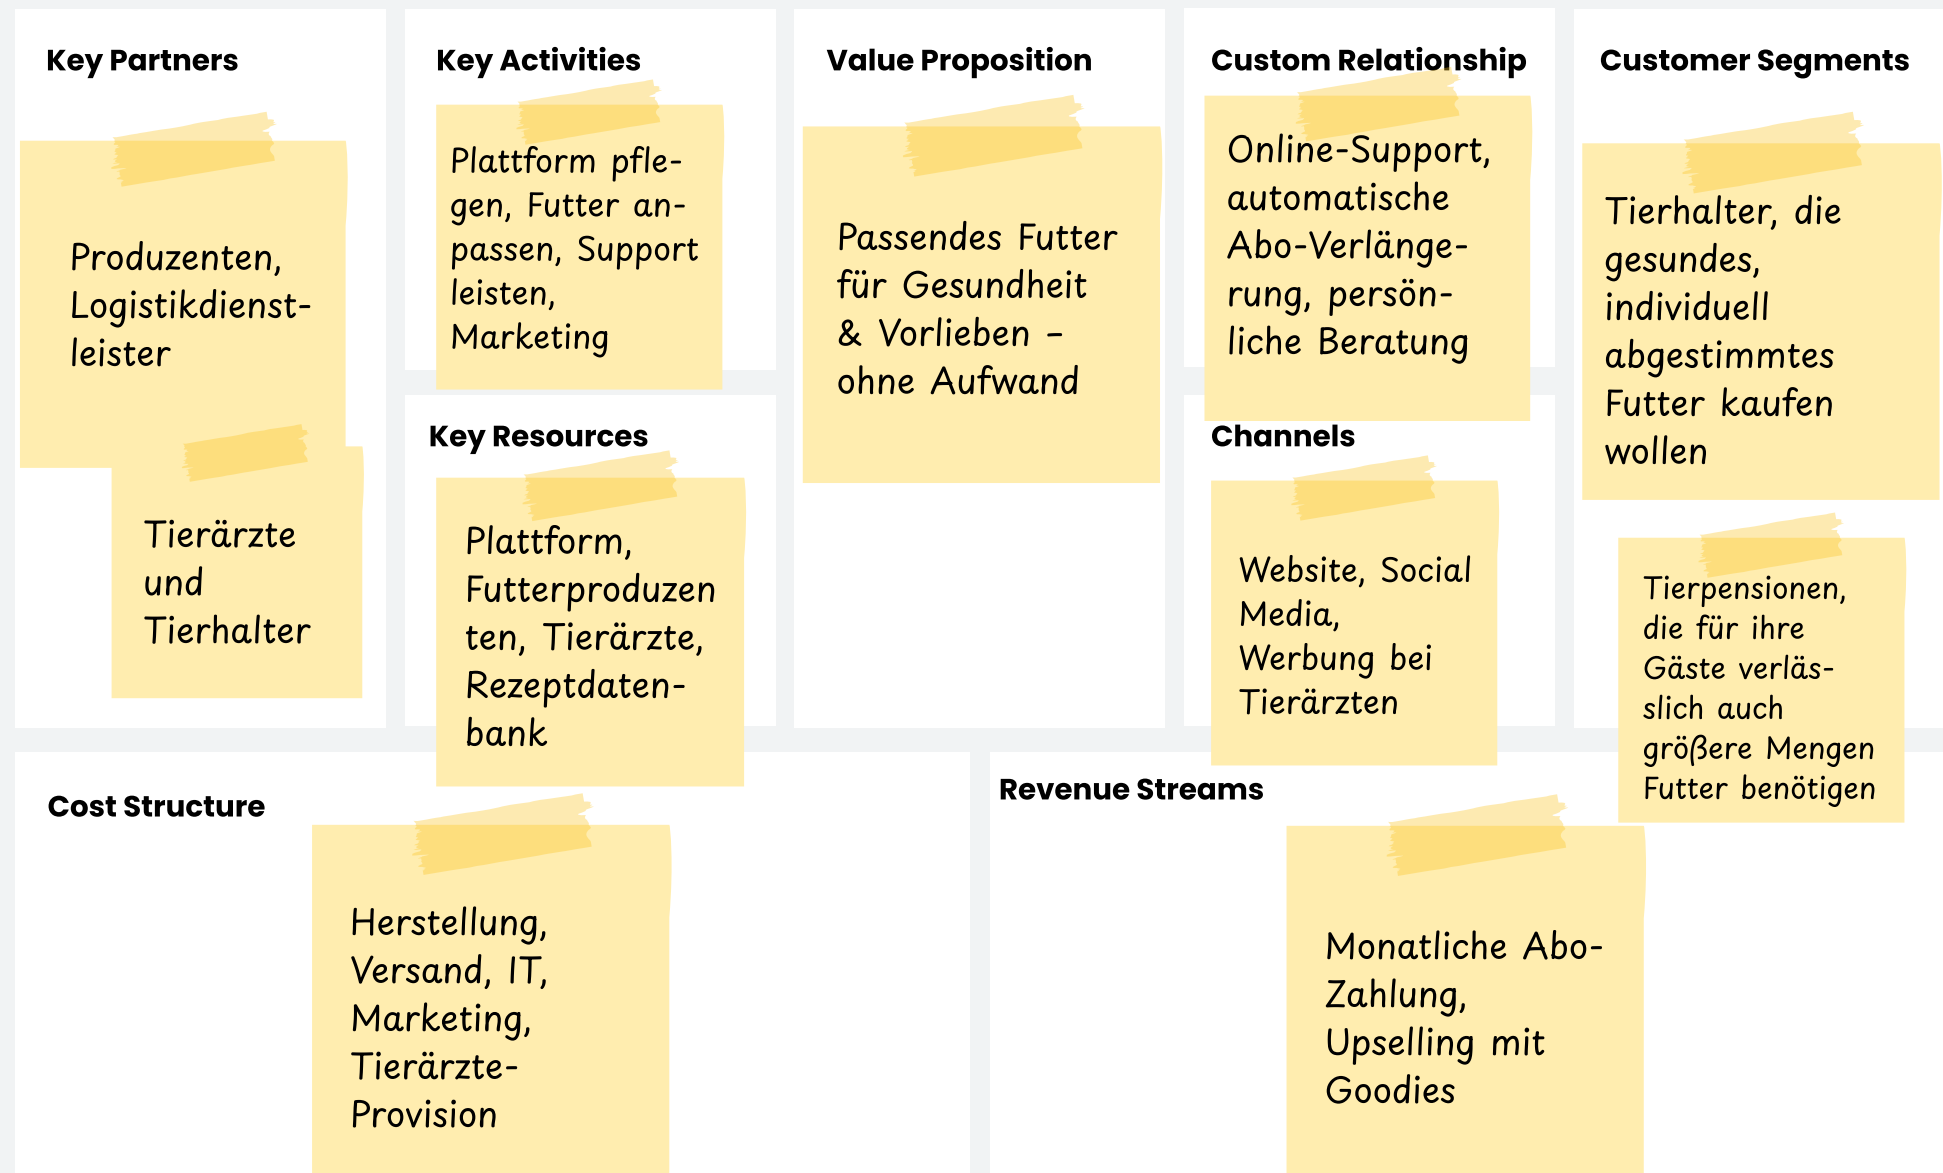 Key Partners
Produzenten,
Logistikdienst-
leister
Tierärzte
und
Tierhalter
Key Activities
Plattform pfle-
gen, Futter an-
passen, Support
leisten,
Marketing
Key Resources
Plattform,
Futterproduzen
ten, Tierärzte,
Rezeptdaten-
bank
Value Proposition
Passendes Futter
für Gesundheit
& Vorlieben –
ohne Aufwand
Custom Relationship
Online-Support,
automatische
Abo-Verlänge-
rung, persön-
liche Beratung
Channels
Website, Social
Media,
Werbung bei
Tierärzten
Customer Segments
Tierhalter, die
gesundes,
individuell
abgestimmtes
Futter kaufen
wollen
Tierpensionen,
die für ihre
Gäste verläs-
slich auch
größere Mengen
Futter benötigen
Cost Structure
Herstellung,
Versand, IT,
Marketing,
Tierärzte-
Provision
Revenue Streams
Monatliche Abo-
Zahlung,
Upselling mit
Goodies